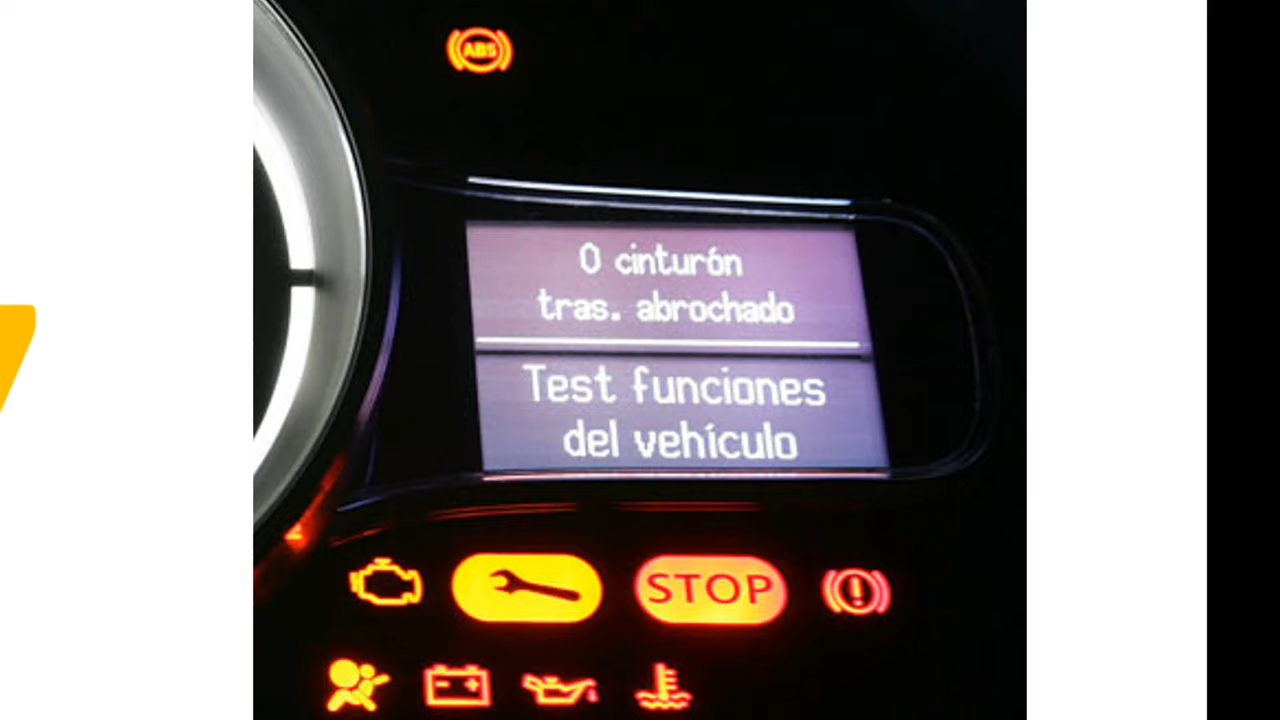 ABS
0 cinturón
tras. abrochado
Test funciones
del vehículo
STOP